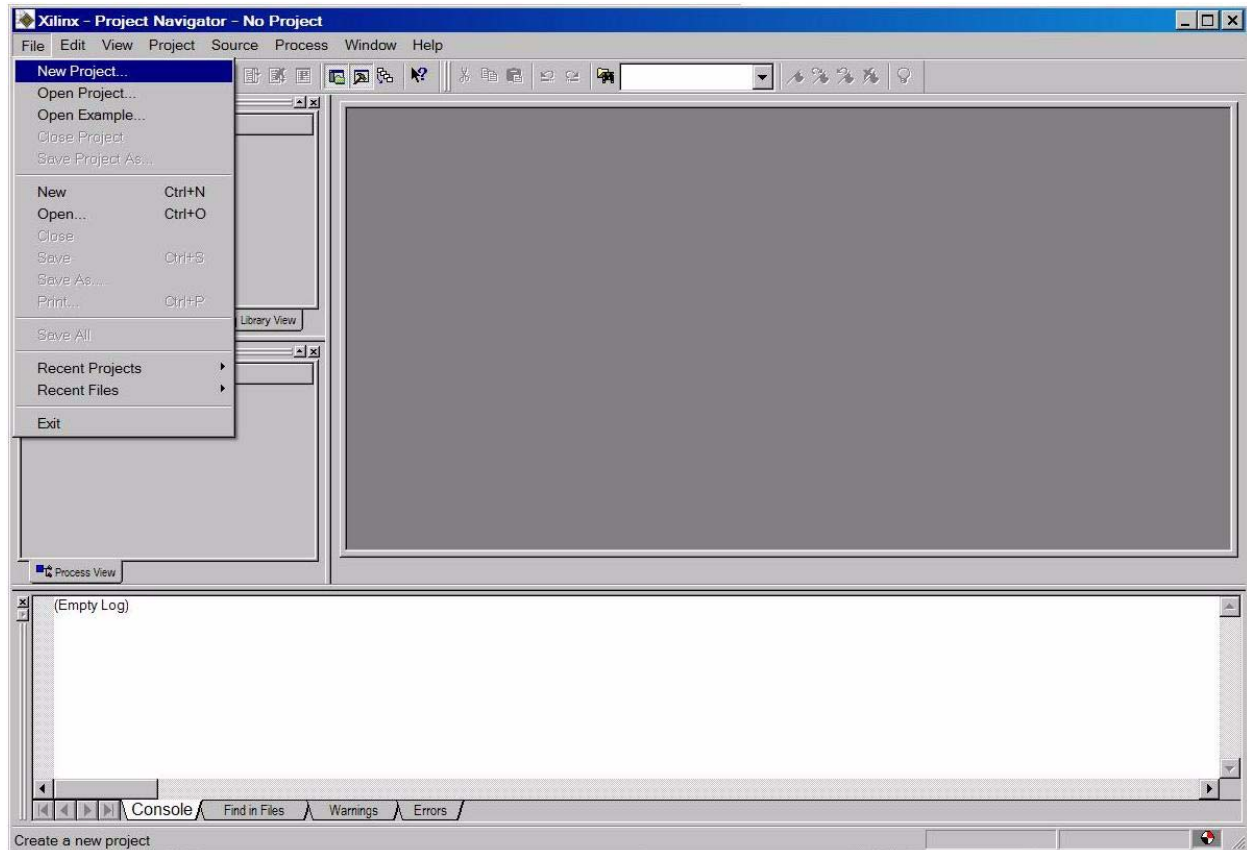 Xilinx - Project Navigator - No Project
File Edit View Project Source Process Window Help
New Project...
Open Project...
Open Example...
Close Project
Save Project As...
New Ctrl+N
Open... Ctrl+O
Close
Save Ctrl+S
Save As...
Print... Ctrl+P
Library View
Save All
Recent Projects
Recent Files
Exit
Process View
(Empty Log)
Console Find in Files Warnings Errors
Create a new project